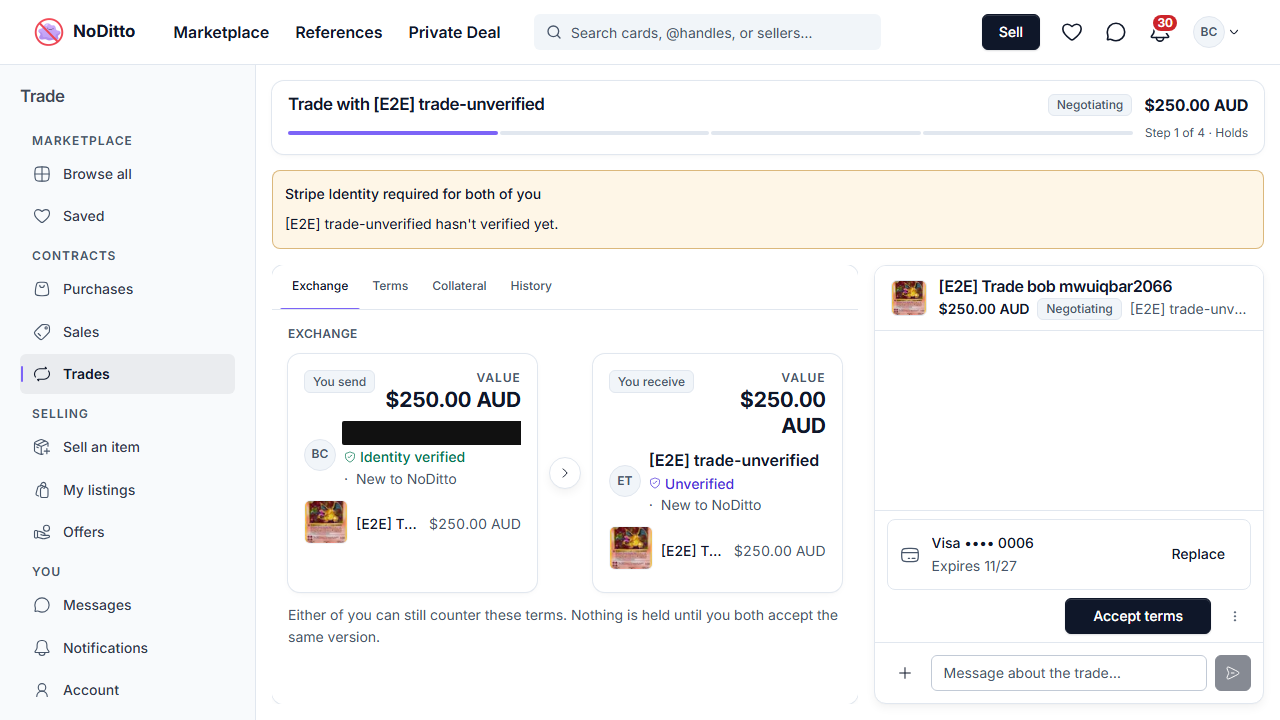 NoDitto
Marketplace
References
Private Deal
Search cards, @handles, or sellers...
Sell
30
BC
Trade
MARKETPLACE
Browse all
Saved
CONTRACTS
Purchases
Sales
Trades
SELLING
Sell an item
My listings
Offers
YOU
Messages
Notifications
Account
Trade with [E2E] trade-unverified
Negotiating
$250.00 AUD
Step 1 of 4 · Holds
Stripe Identity required for both of you
[E2E] trade-unverified hasn't verified yet.
Exchange
Terms
Collateral
History
EXCHANGE
You send
VALUE
$250.00 AUD
BC
Identity verified
· New to NoDitto
[E2E] T...
$250.00 AUD
You receive
VALUE
$250.00
AUD
ET
[E2E] trade-unverified
Unverified
· New to NoDitto
[E2E] T...
$250.00 AUD
Either of you can still counter these terms. Nothing is held until you both accept the
same version.
[E2E] Trade bob mwuiqbar2066
$250.00 AUD
Negotiating
[E2E] trade-unv...
Visa •••• 0006
Expires 11/27
Replace
Accept terms
Message about the trade...